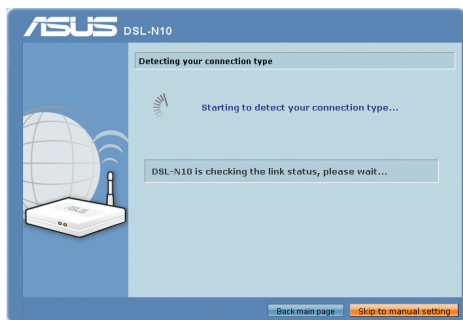 ASUS DSL-N10
Detecting your connection type
Starting to detect your connection type...
DSL-N10 is checking the link status, please wait...
ASUS
Back main page Skip to manual setting